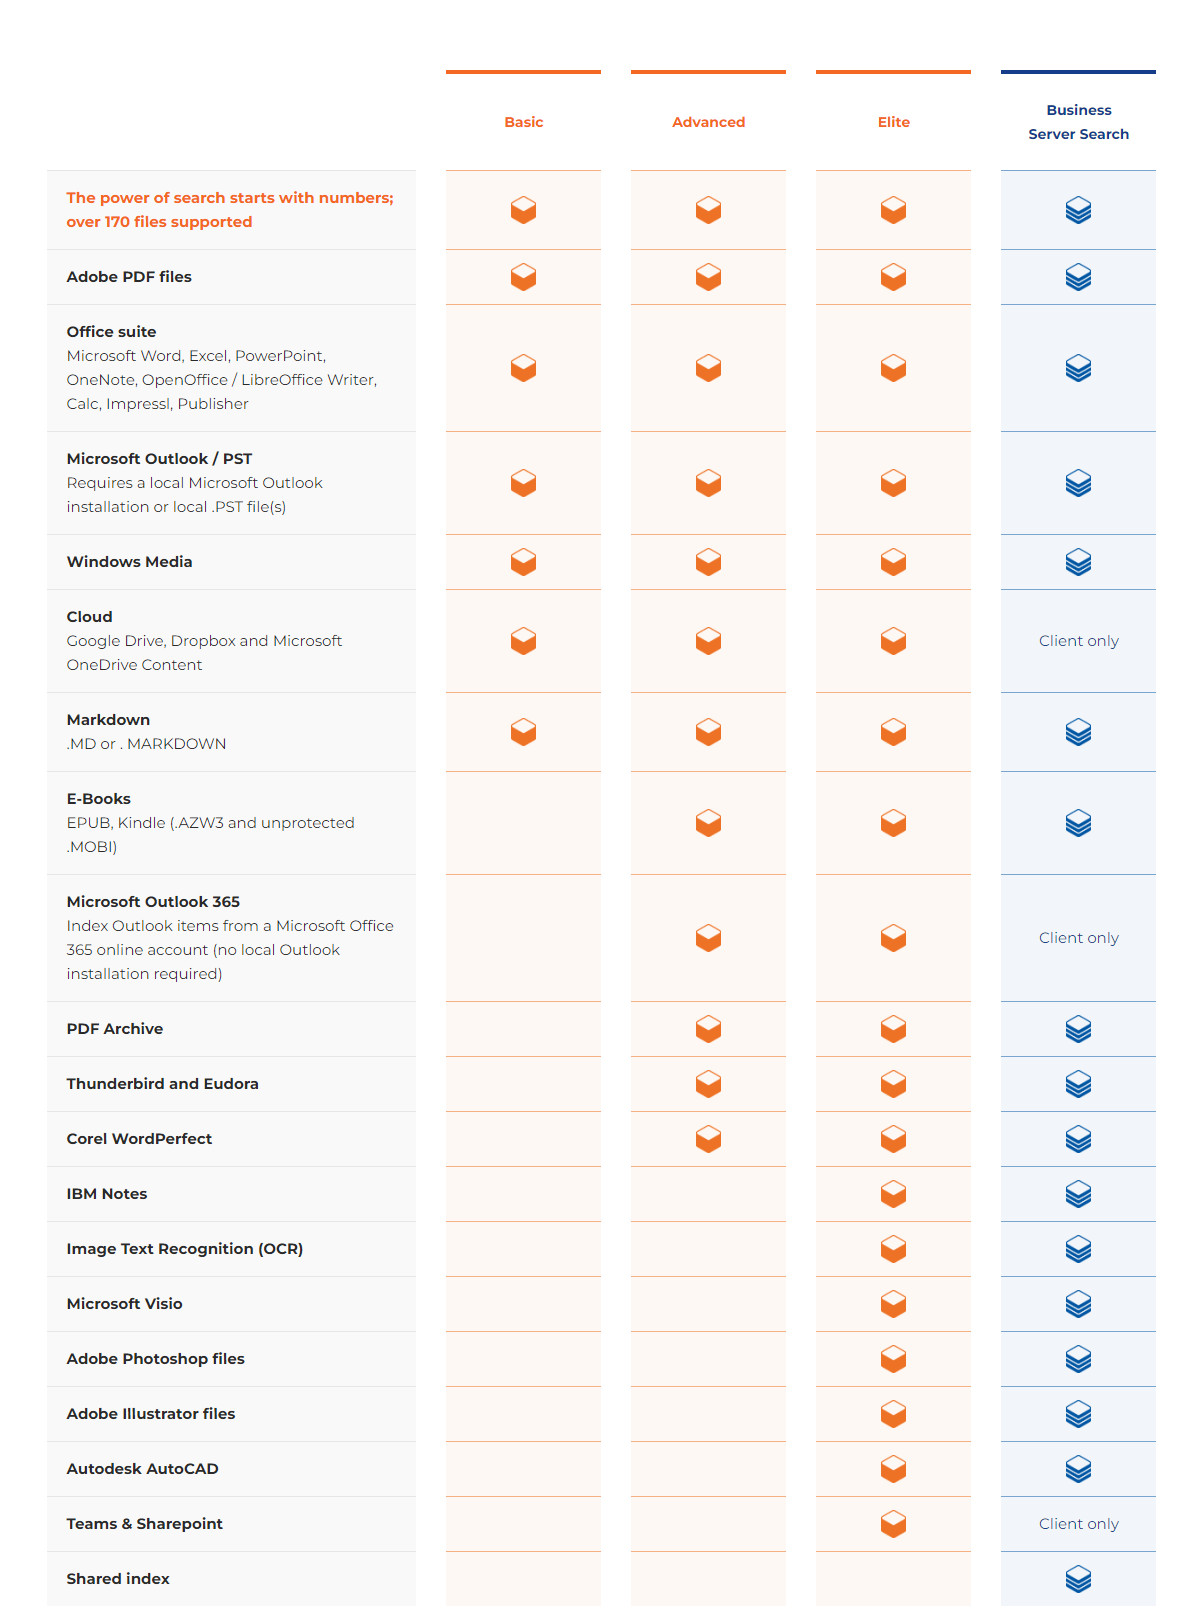 Basic
Advanced
Elite
Business
Server Search
The power of search starts with numbers;
over 170 files supported
Adobe PDF files
Office suite
Microsoft Word, Excel, PowerPoint,
OneNote, OpenOffice / LibreOffice Writer,
Calc, Impressl, Publisher
Microsoft Outlook / PST
Requires a local Microsoft Outlook
installation or local .PST file(s)
Windows Media
Cloud
Google Drive, Dropbox and Microsoft
OneDrive Content
Client only
Markdown
.MD or . MARKDOWN
E-Books
EPUB, Kindle (.AZW3 and unprotected
.MOBI)
Microsoft Outlook 365
Index Outlook items from a Microsoft Office
365 online account (no local Outlook
installation required)
Client only
PDF Archive
Thunderbird and Eudora
Corel WordPerfect
IBM Notes
Image Text Recognition (OCR)
Microsoft Visio
Adobe Photoshop files
Adobe Illustrator files
Autodesk AutoCAD
Teams & Sharepoint
Client only
Shared index